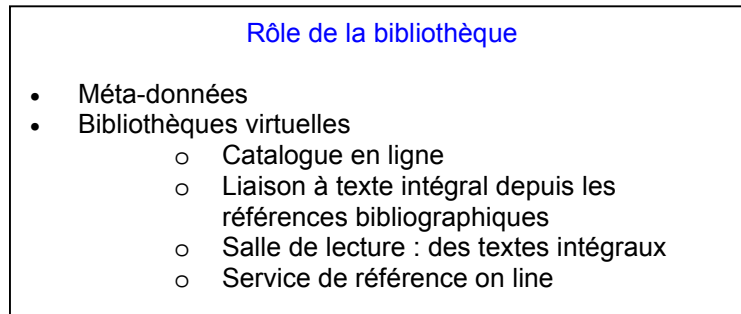 Rôle de la bibliothèque
• Méta-données
• Bibliothèques virtuelles
o Catalogue en ligne
o Liaison à texte intégral depuis les
références bibliographiques
o Salle de lecture : des textes intégraux
o Service de référence on line